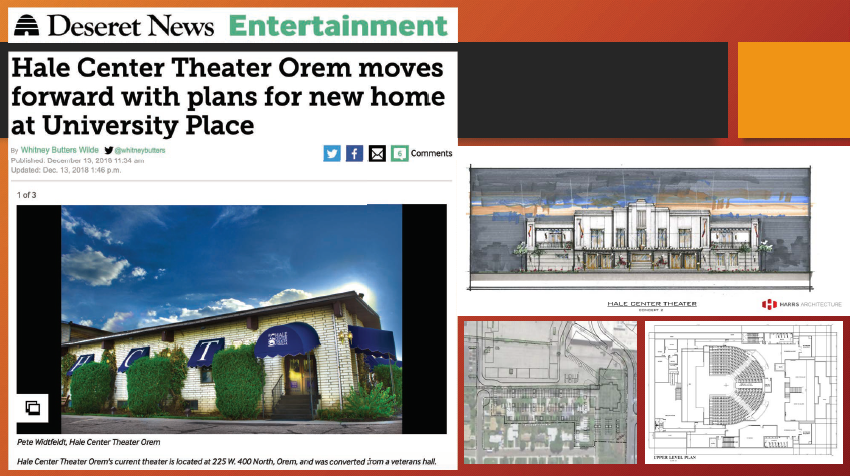 Deseret News Entertainment
Hale Center Theater Orem moves
forward with plans for new home
at University Place
By Whitney Butters Wilde @whitneybutters
Published: December 13, 2018 11:34 am
Updated: Dec. 13, 2018 1:46 p.m.
6 Comments
1 of 3
C T
HALE
Pete Widtfeldt, Hale Center Theater Orem
Hale Center Theater Orem's current theater is located at 225 W. 400 North, Orem, and was converted from a veterans hall.
HALE CENTER THEATER
CONCEPT 2
HARRIS ARCHITECTURE
UPPER LEVEL PLAN